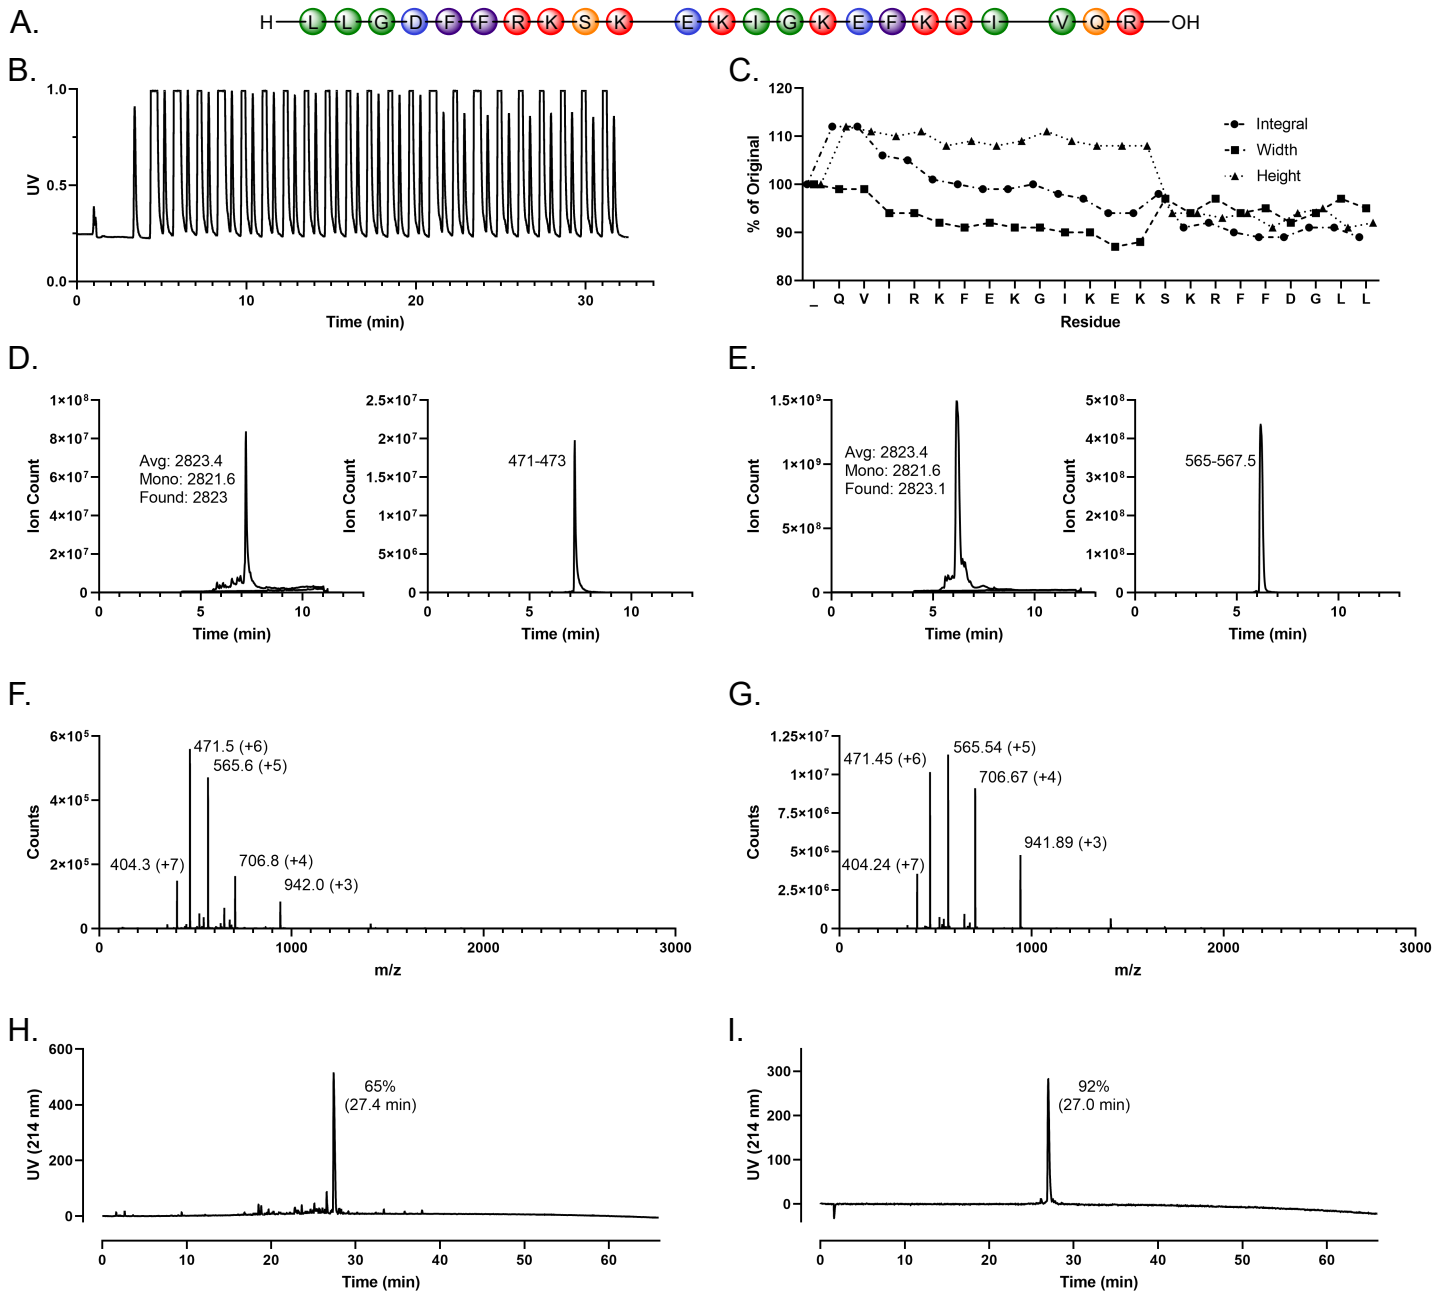 A.
H L L G D F F R K S K E K I G K E F K R I V Q R OH
B.
UV
1.0
0.5
0.0
0 10 20 30
Time (min)
C.
% of Original
120
110
100
90
80
Integral
Width
Height
_ Q V I R K F E K G I K E K S K R F F D G L L
Residue
D.
Ion Count
1×10⁸
8×10⁷
6×10⁷
4×10⁷
2×10⁷
0
Avg: 2823.4
Mono: 2821.6
Found: 2823
0 5 10
Time (min)
Ion Count
2.5×10⁷
2×10⁷
1.5×10⁷
1×10⁷
5×10⁶
0
471-473
0 5 10
Time (min)
E.
Ion Count
1.5×10⁹
1×10⁹
5×10⁸
0
Avg: 2823.4
Mono: 2821.6
Found: 2823.1
0 5 10
Time (min)
Ion Count
5×10⁸
4×10⁸
3×10⁸
2×10⁸
1×10⁸
0
565-567.5
0 5 10
Time (min)
F.
Counts
6×10⁵
4×10⁵
2×10⁵
0
471.5 (+6)
565.6 (+5)
404.3 (+7)
706.8 (+4)
942.0 (+3)
0 1000 2000 3000
m/z
G.
Counts
1.25×10⁷
1×10⁷
7.5×10⁶
5×10⁶
2.5×10⁶
0
565.54 (+5)
471.45 (+6)
706.67 (+4)
941.89 (+3)
404.24 (+7)
0 1000 2000 3000
m/z
H.
UV (214 nm)
600
400
200
0
65%
(27.4 min)
0 10 20 30 40 50 60
Time (min)
I.
UV (214 nm)
300
200
100
0
92%
(27.0 min)
0 10 20 30 40 50 60
Time (min)